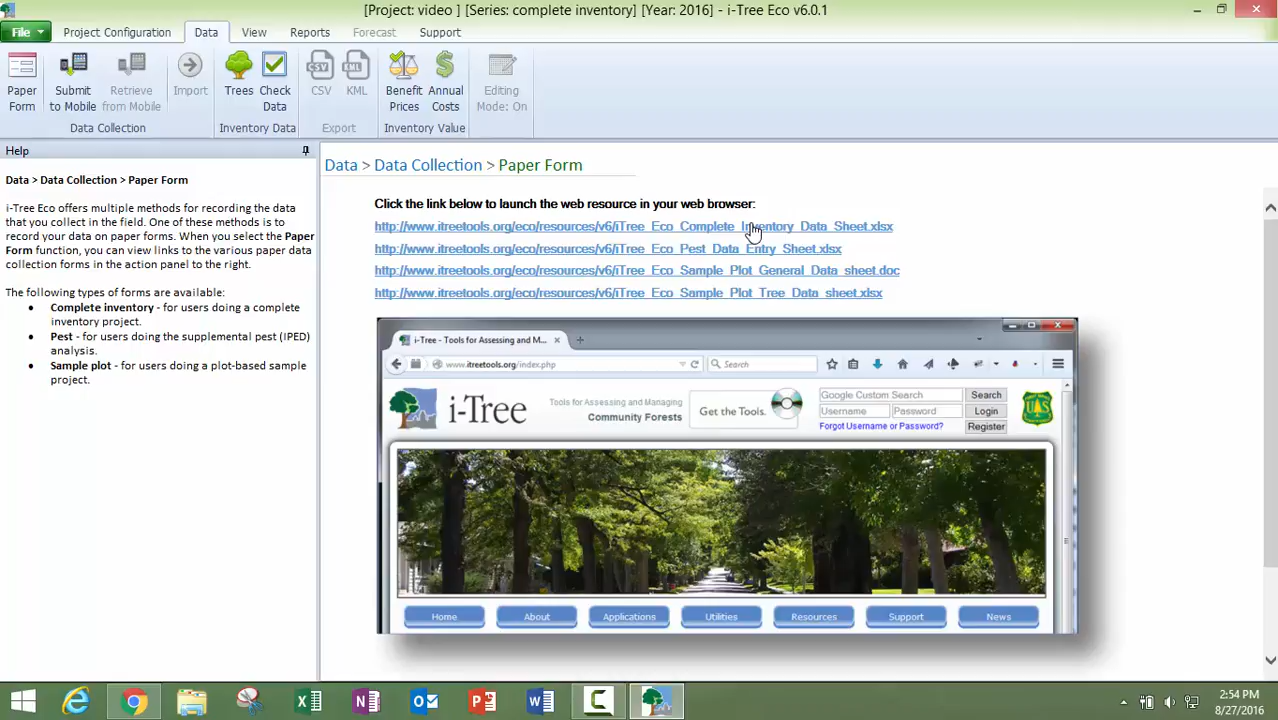 [Project: video ] [Series: complete inventory] [Year: 2016] - i-Tree Eco v6.0.1
File Project Configuration Data View Reports Forecast Support
Paper Form
Submit to Mobile
Retrieve from Mobile
Import
Trees
Check Data
CSV
KML
Benefit Prices
Annual Costs
Editing Mode: On
Data Collection
Inventory Data
Export
Inventory Value
Help
Data > Data Collection > Paper Form
i-Tree Eco offers multiple methods for recording the data
that you collect in the field. One of these methods is to
record your data on paper forms. When you select the Paper
Form function, you can view links to the various paper
data collection forms in the action panel to the right.
The following types of forms are available:
Complete inventory - for users doing a complete
inventory project.
Pest - for users doing the supplemental pest (IPED)
analysis.
Sample plot - for users doing a plot-based sample
project.
Data > Data Collection > Paper Form
Click the link below to launch the web resource in your web browser:
http://www.itreetools.org/eco/resources/v6/iTree_Eco_Complete_Inventory_Data_Sheet.xlsx
http://www.itreetools.org/eco/resources/v6/iTree_Eco_Pest_Data_Entry_Sheet.xlsx
http://www.itreetools.org/eco/resources/v6/iTree_Eco_Sample_Plot_General_Data_sheet.doc
http://www.itreetools.org/eco/resources/v6/iTree_Eco_Sample_Plot_Tree_Data_sheet.xlsx
i-Tree - Tools for Assessing and M...
www.itreetools.org/index.php
Search
i-Tree
Tools for Assessing and Managing
Community Forests
Get the Tools.
Google Custom Search Search
Username Password Login
Forgot Username or Password? Register
UAS
Home About Applications Utilities Resources Support News
2:54 PM
8/27/2016